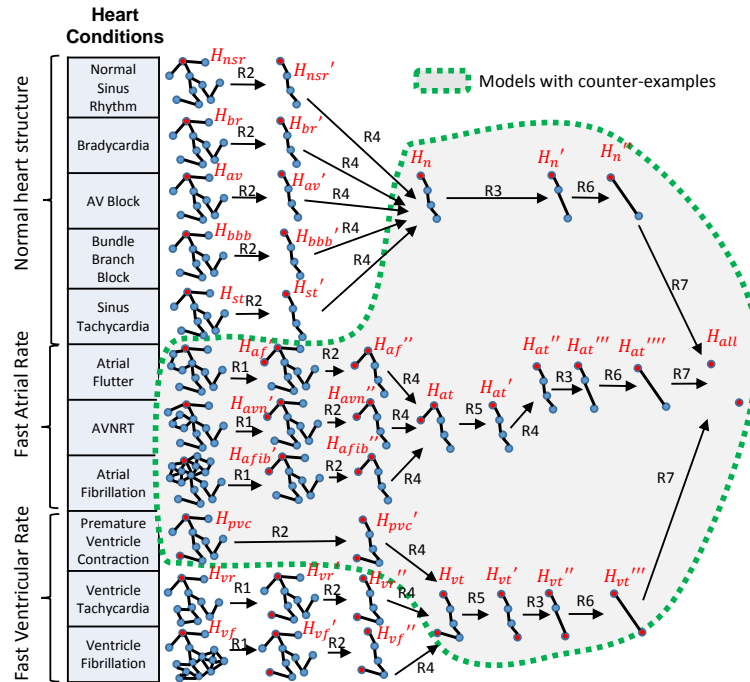 Heart
Conditions
Models with counter-examples
Normal heart structure
Normal
Sinus
Rhythm
H_nsr
R2
H_nsr'
R4
Bradycardia
H_br
R2
H_br'
R4
AV Block
H_av
R2
H_av'
R4
Bundle
Branch
Block
H_bbb
R2
H_bbb'
R4
Sinus
Tachycardia
H_st
R2
H_st'
R4
H_n
R3
H_n'
R6
H_n''
R7
Fast Atrial Rate
Atrial
Flutter
R1
H_af'
R2
H_af''
R4
AVNRT
R1
H_avn'
R2
H_avn''
R4
Atrial
Fibrillation
R1
H_afib'
R2
H_afib''
R4
H_at
R5
H_at'
R4
H_at''
R3
H_at'''
R6
H_at''''
R7
H_all
Fast Ventricular Rate
Premature
Ventricle
Contraction
H_pvc
R2
H_pvc'
R4
Ventricle
Tachycardia
H_vr
R1
H_vr'
R2
H_vr''
R4
Ventricle
Fibrillation
H_vf
R1
H_vf'
R2
H_vf''
R4
H_vt
R5
H_vt'
R3
H_vt''
R6
H_vt'''
R7